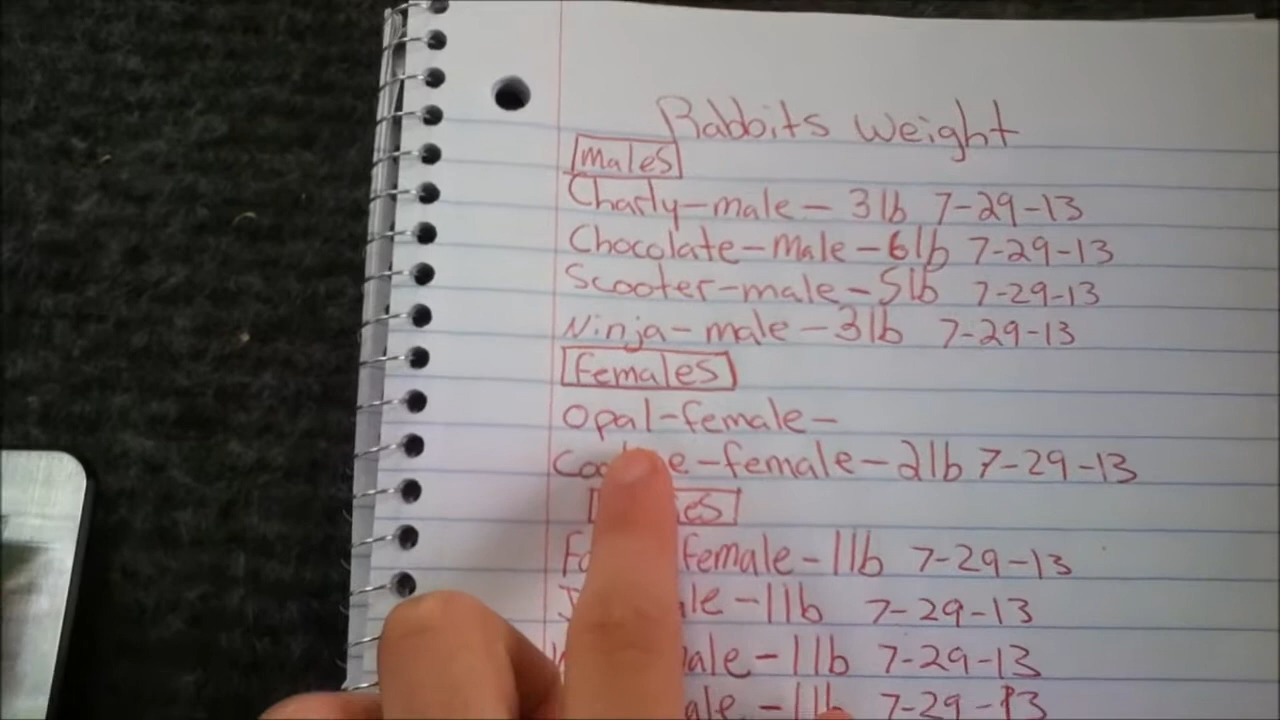 Rabbits weight
Males
Charly-male-3lb 7-29-13
Chocolate-male-6lb 7-29-13
Scooter-male-5lb 7-29-13
Ninja-male-3lb 7-29-13
Females
Opal-female-
-female-2lb 7-29-13
female-1lb 7-29-13
-1lb 7-29-13
-1lb 7-29-13
-1lb 7-29-13